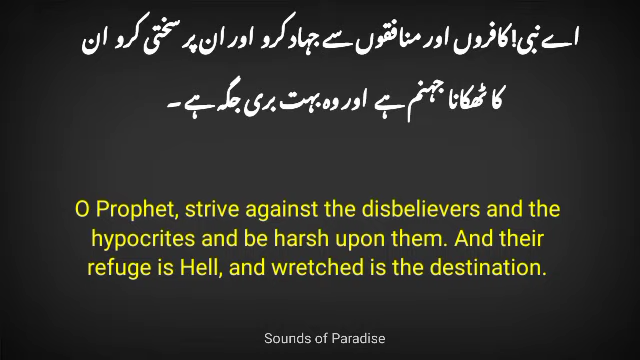 اے نبی! کافروں اور منافقوں سے جہاد کرو اور ان پر سختی کرو ان
کا ٹھکانا جہنم ہے اور وہ بہت بری جگہ ہے ۔
O Prophet, strive against the disbelievers and the
hypocrites and be harsh upon them. And their
refuge is Hell, and wretched is the destination.
Sounds of Paradise